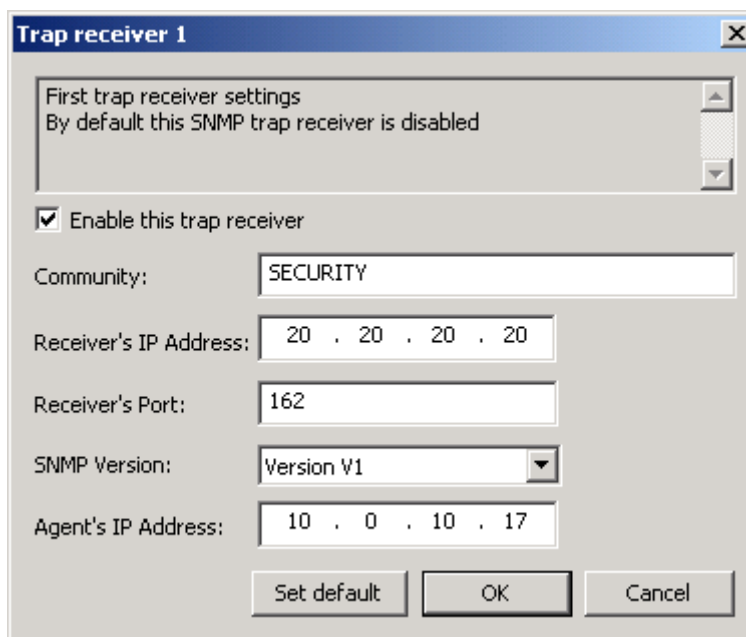 Trap receiver 1
First trap receiver settings
By default this SNMP trap receiver is disabled
Enable this trap receiver
Community: SECURITY
Receiver's IP Address: 20 . 20 . 20 . 20
Receiver's Port: 162
SNMP Version: Version V1
Agent's IP Address: 10 . 0 . 10 . 17
Set default OK Cancel